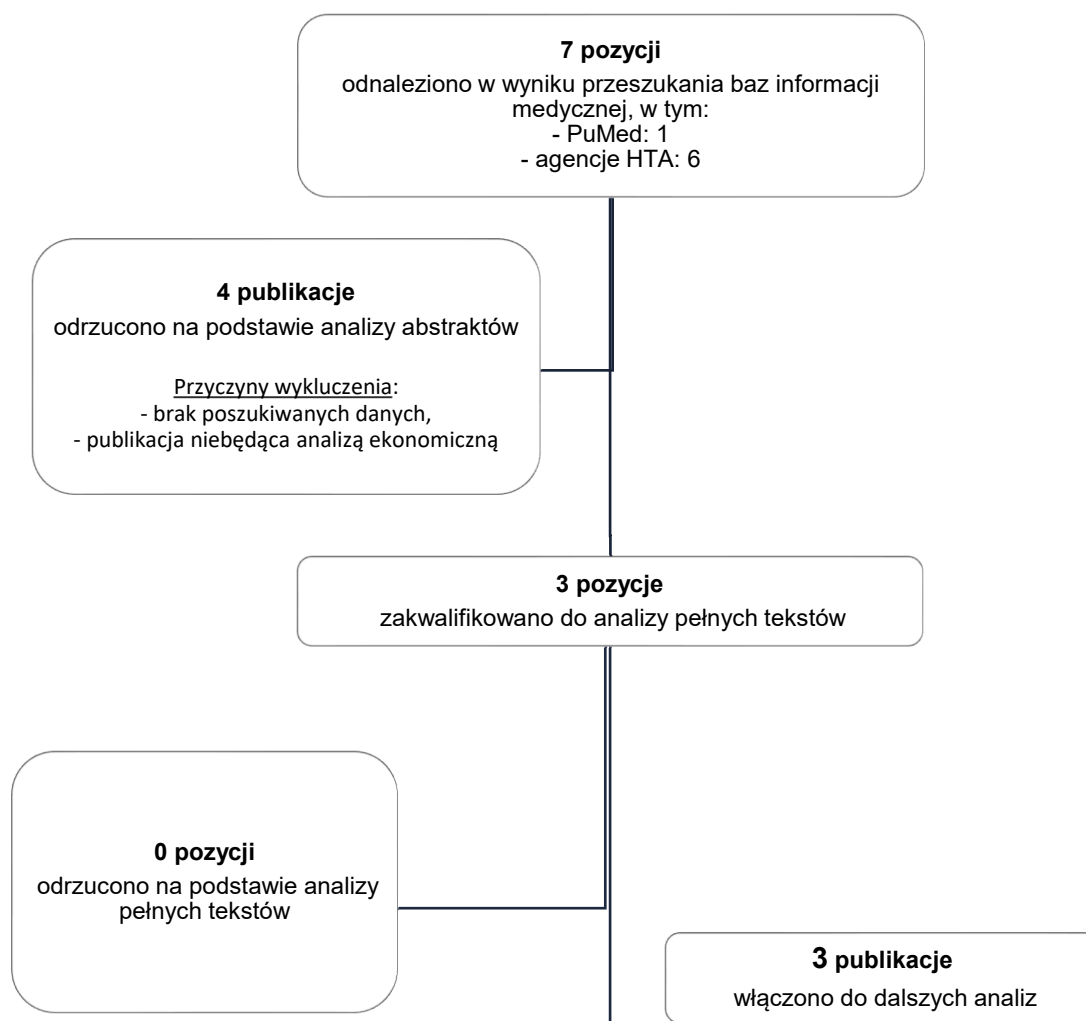 7 pozycji
odnaleziono w wyniku przeszukania baz informacji
medycznej, w tym:
- PuMed: 1
- agencje HTA: 6
4 publikacje
odrzucono na podstawie analizy abstraktów
Przyczyny wykluczenia:
- brak poszukiwanych danych,
- publikacja niebędąca analizą ekonomiczną
3 pozycje
zakwalifikowano do analizy pełnych tekstów
0 pozycji
odrzucono na podstawie analizy
pełnych tekstów
3 publikacje
włączono do dalszych analiz